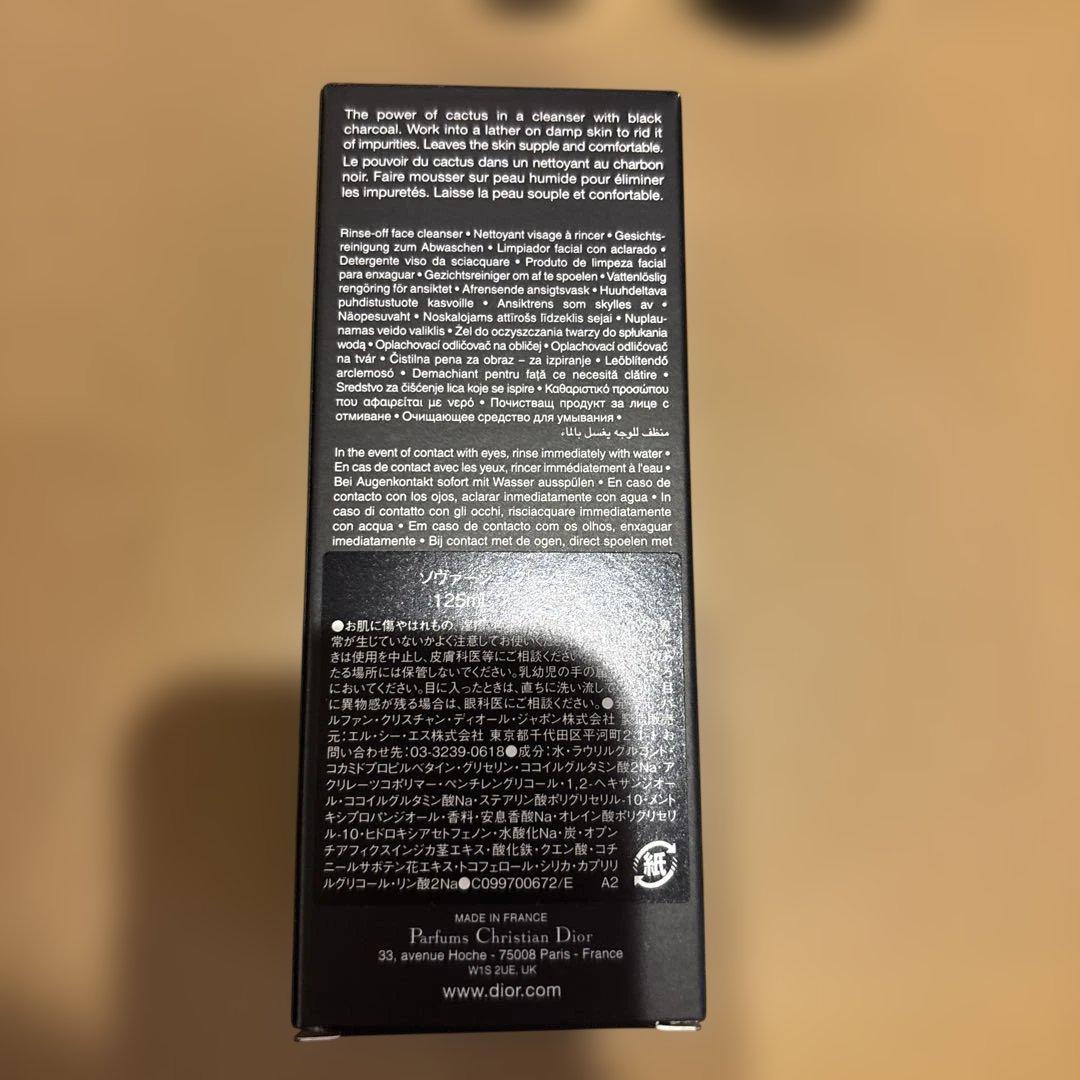 The power of cactus in a cleanser with black
charcoal. Work into a lather on damp skin to rid it
of impurities. Leaves the skin supple and comfortable.
Le pouvoir du cactus dans un nettoyant au charbon
noir. Faire mousser sur peau humide pour éliminer
les impuretés. Laisse la peau souple et confortable.
Rinse-off face cleanser • Nettoyant visage à rincer • Gesichts-
reinigung zum Abwaschen • Limpiador facial con aclarado •
Detergente viso da sciacquare • Produto de limpeza facial
para enxaguar • Gezichtsreiniger om af te spoelen • Vattenlöslig
rengöring för ansiktet • Afrensende ansigtsvask • Huuhdeltava
puhdistustuote kasvoille • Ansiktrens som skylles av •
Näopesuvaht • Noskalojams attīrošs līdzeklis sejai • Nuplau-
namas veido valiklis • Żel do oczyszczania twarzy do spłukania
wodą • Oplachovací odličovač na obličej • Oplachovací odličovač
na tvár • Čistilna pena za obraz – za izpiranje • Leöblítendő
arclemosó • Demachiant pentru față ce necesită clătire •
Sredstvo za čišćenje lica koje se ispire • Καθαριστικό προσώπου
που αφαιρείται με νερό • Почистващ продукт за лице с
отмиване • Очищающее средство для умывания •
منظف للوجه يغسل بالماء
In the event of contact with eyes, rinse immediately with water •
En cas de contact avec les yeux, rincer immédiatement à l'eau •
Bei Augenkontakt sofort mit Wasser ausspülen • En caso de
contacto con los ojos, aclarar inmediatamente con agua • In
caso di contatto con gli occhi, risciacquare immediatamente
con acqua • Em caso de contacto com os olhos, enxaguar
imediatamente • Bij contact met de ogen, direct spoelen met
ソヴァージュ
125mL
●お肌に傷やはれもの
常が生じていないかよく注意してお使いく
きは使用を中止し、皮膚科医等にご相談ください
たる場所には保管しないでください。乳幼児の手の届
においてください。目に入ったときは、直ちに洗い流して
に異物感が残る場合は、眼科医にご相談ください。●
ルファン・クリスチャン・ディオール・ジャポン株式会社 製造販売
元:エル・シー・エス株式会社 東京都千代田区平河町2 お
問い合わせ先:03-3239-0618●成分:水・ラウリルグルコシド・
コカミドプロピルベタイン・グリセリン・ココイルグルタミン酸2Na・ア
クリレーツコポリマー・ペンチレングリコール・1,2-ヘキサンジオー
ル・ココイルグルタミン酸Na・ステアリン酸ポリグリセリル-10・メント
キシプロパンジオール・香料・安息香酸Na・オレイン酸ポリグリセリ
ル-10・ヒドロキシアセトフェノン・水酸化Na・炭・オプン
チアフィクスインジカ茎エキス・酸化鉄・クエン酸・コチ
ニールサボテン花エキス・トコフェロール・シリカ・カプリリ
ルグリコール・リン酸2Na●C099700672/E A2
紙
MADE IN FRANCE
Parfums Christian Dior
33, avenue Hoche - 75008 Paris - France
W1S 2UE, UK
www.dior.com